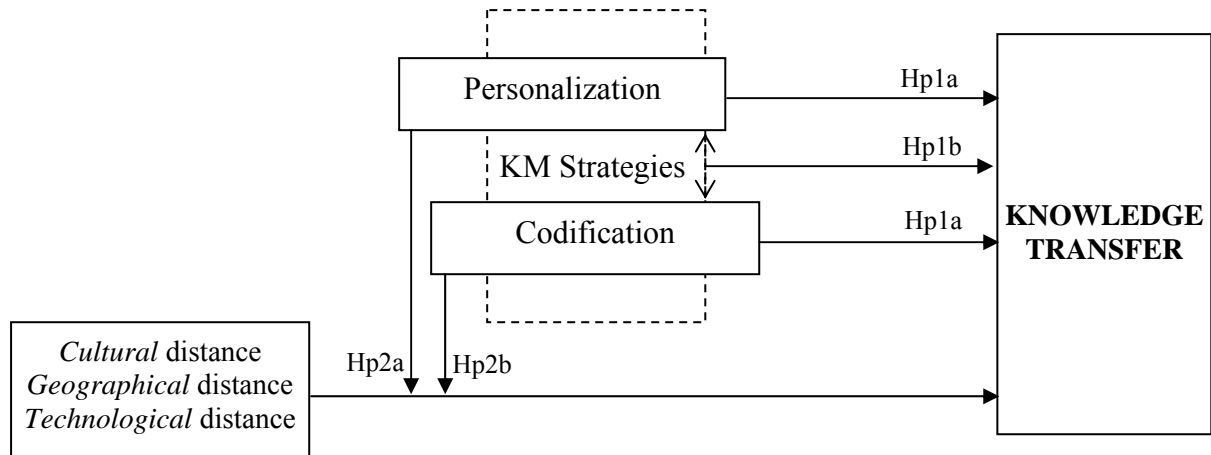 Personalization
Hp1a
KM Strategies
Hp1b
Codification
Hp1a
KNOWLEDGE
TRANSFER
Cultural distance
Geographical distance
Technological distance
Hp2a
Hp2b